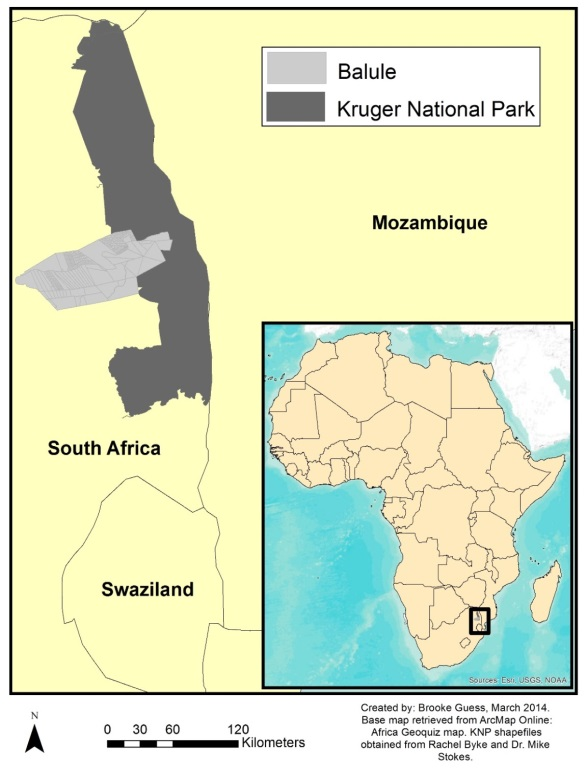 Balule
Kruger National Park
Mozambique
South Africa
Swaziland
Sources: Esri, USGS, NOAA
N
0 30 60 120
Kilometers
Created by: Brooke Guess, March 2014.
Base map retrieved from ArcMap Online:
Africa Geoquiz map. KNP shapefiles
obtained from Rachel Byke and Dr. Mike
Stokes.